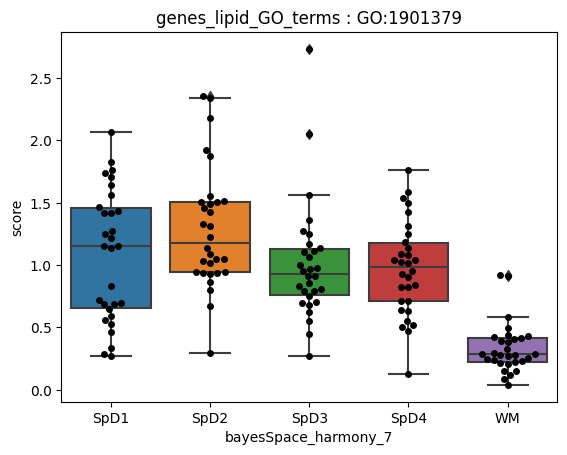 genes_lipid_GO_terms : GO:1901379
score
2.5
2.0
1.5
1.0
0.5
0.0
SpD1 SpD2 SpD3 SpD4 WM
bayesSpace_harmony_7